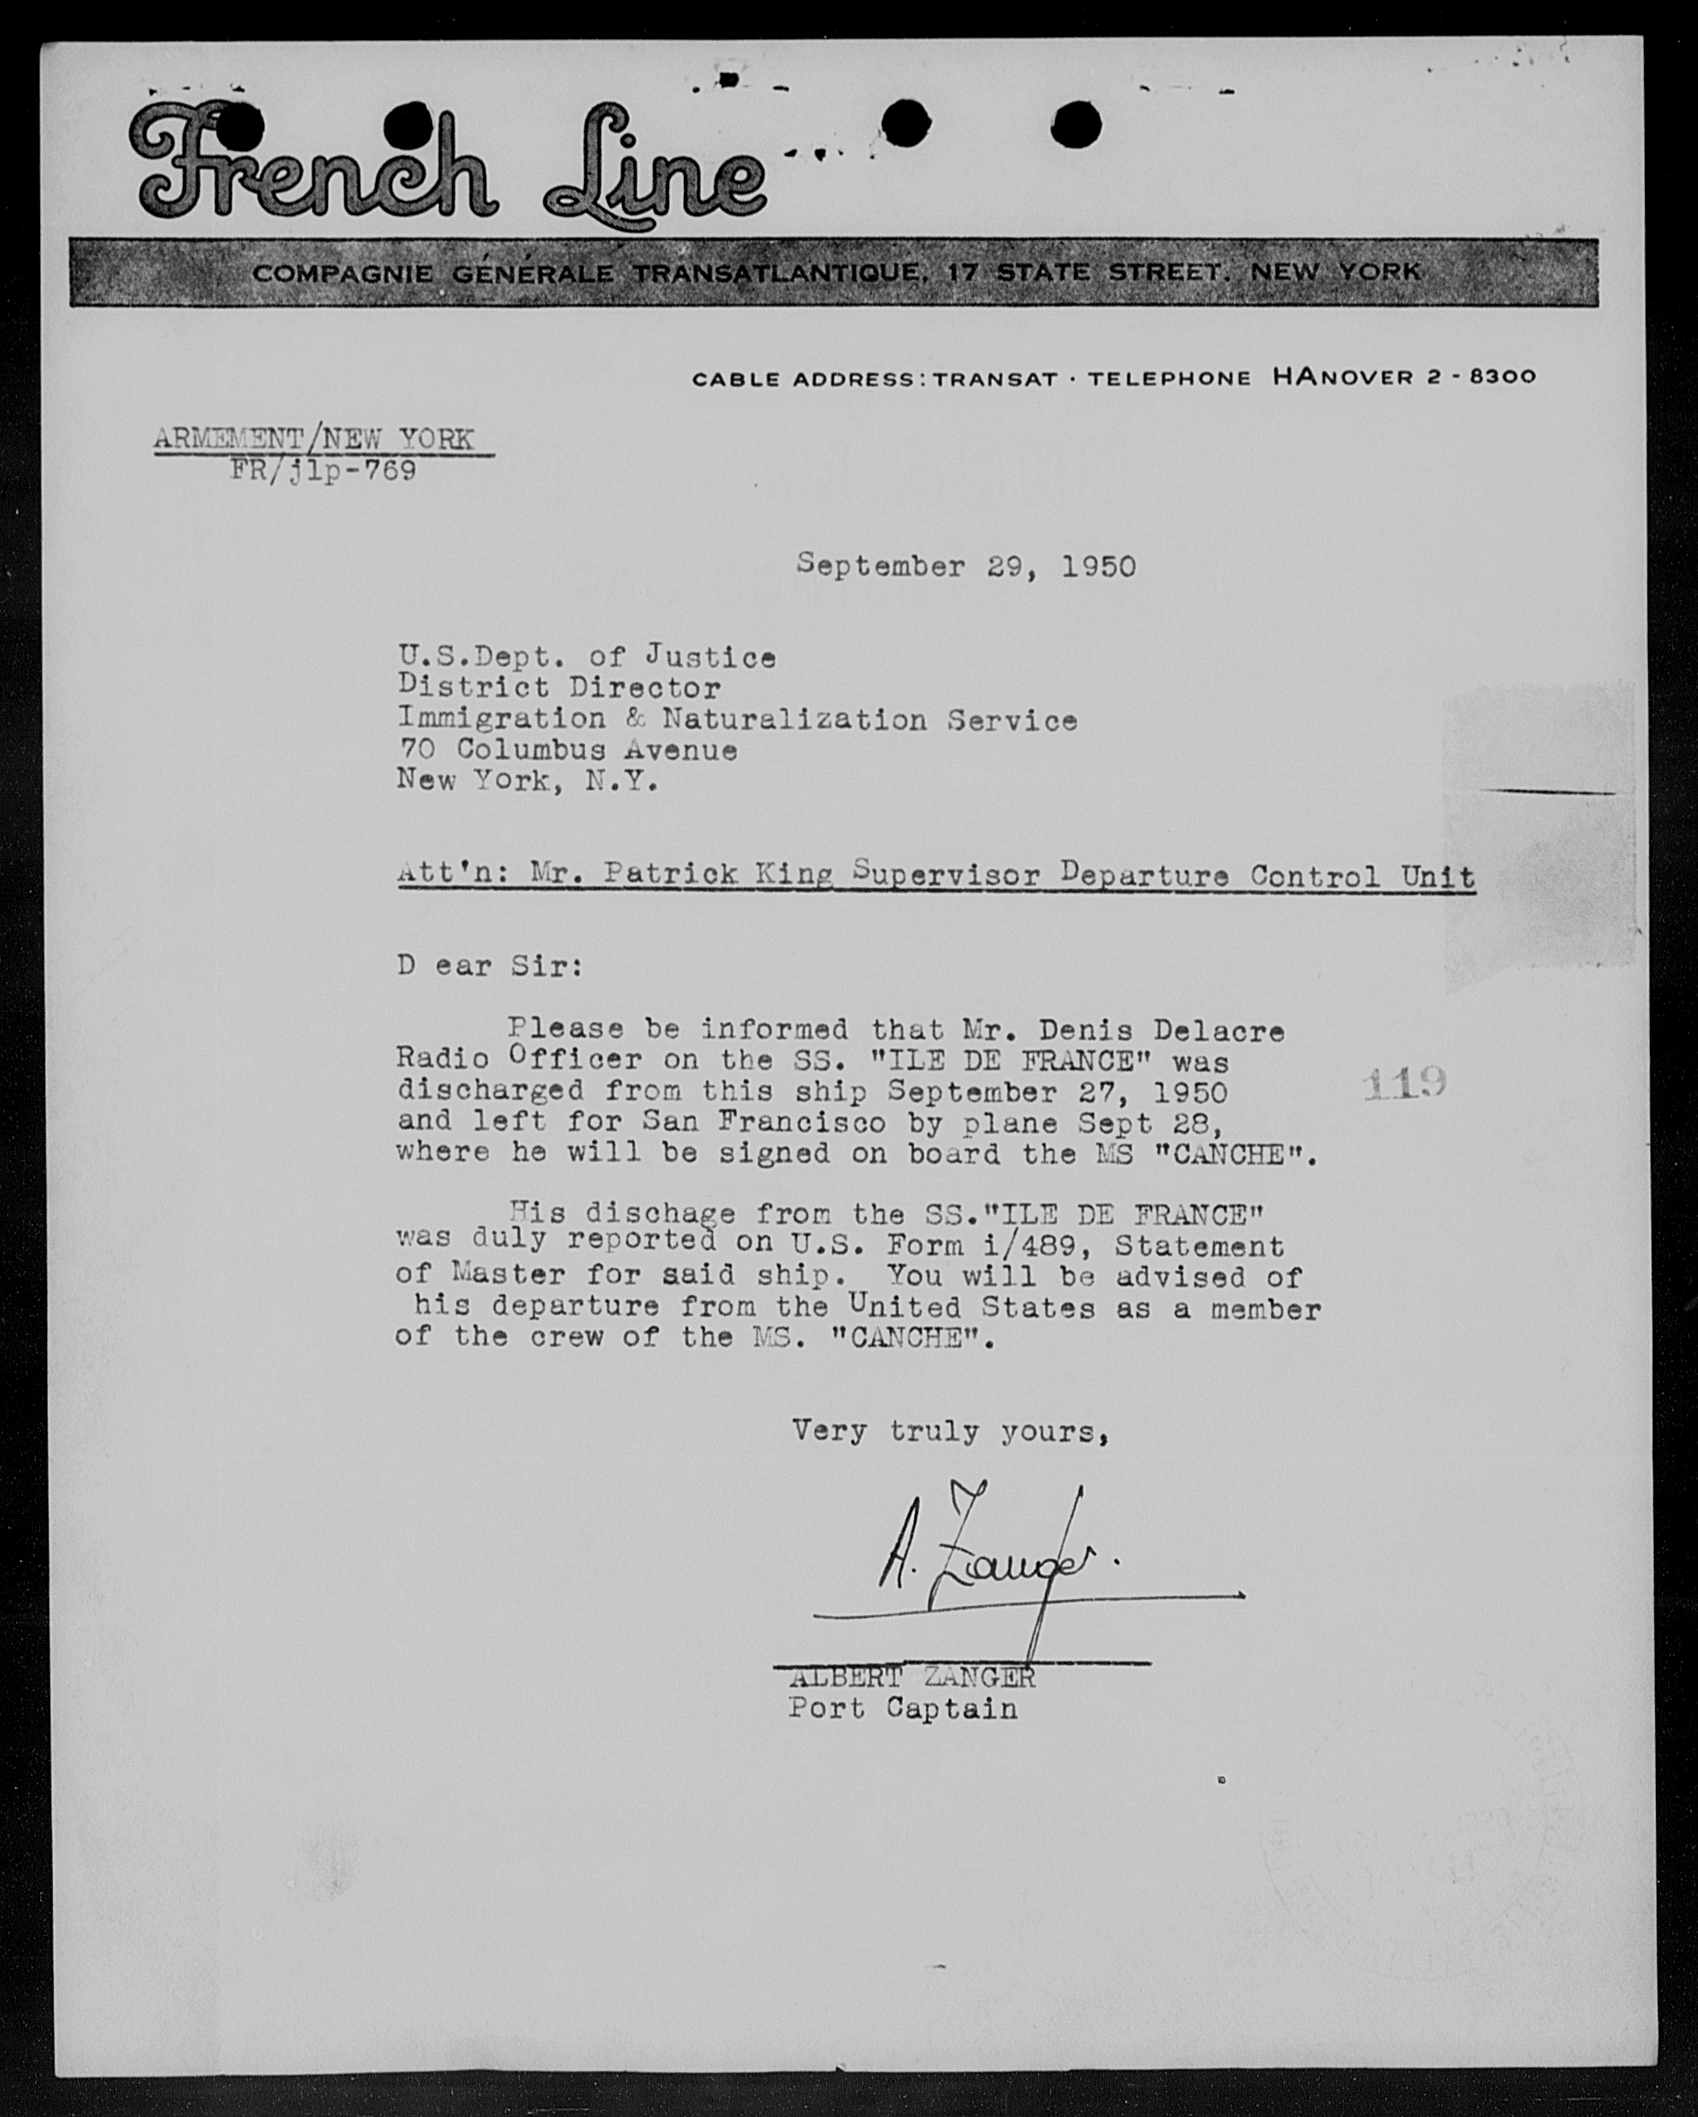 French Line
COMPAGNIE GÉNÉRALE TRANSATLANTIQUE, 17 STATE STREET, NEW YORK
CABLE ADDRESS: TRANSAT · TELEPHONE HANOVER 2 - 8300
ARMEMENT/NEW YORK
FR/jlp-769
September 29, 1950
U.S.Dept. of Justice
District Director
Immigration & Naturalization Service
70 Columbus Avenue
New York, N.Y.
Att'n: Mr. Patrick King Supervisor Departure Control Unit
D ear Sir:
Please be informed that Mr. Denis Delacre
Radio Officer on the SS. "ILE DE FRANCE" was
discharged from this ship September 27, 1950
119
and left for San Francisco by plane Sept 28,
where he will be signed on board the MS "CANCHE".
His dischage from the SS."ILE DE FRANCE"
was duly reported on U.S. Form i/489, Statement
of Master for said ship. You will be advised of
his departure from the United States as a member
of the crew of the MS. "CANCHE".
Very truly yours,
A. Zanger.
ALBERT ZANGER
Port Captain